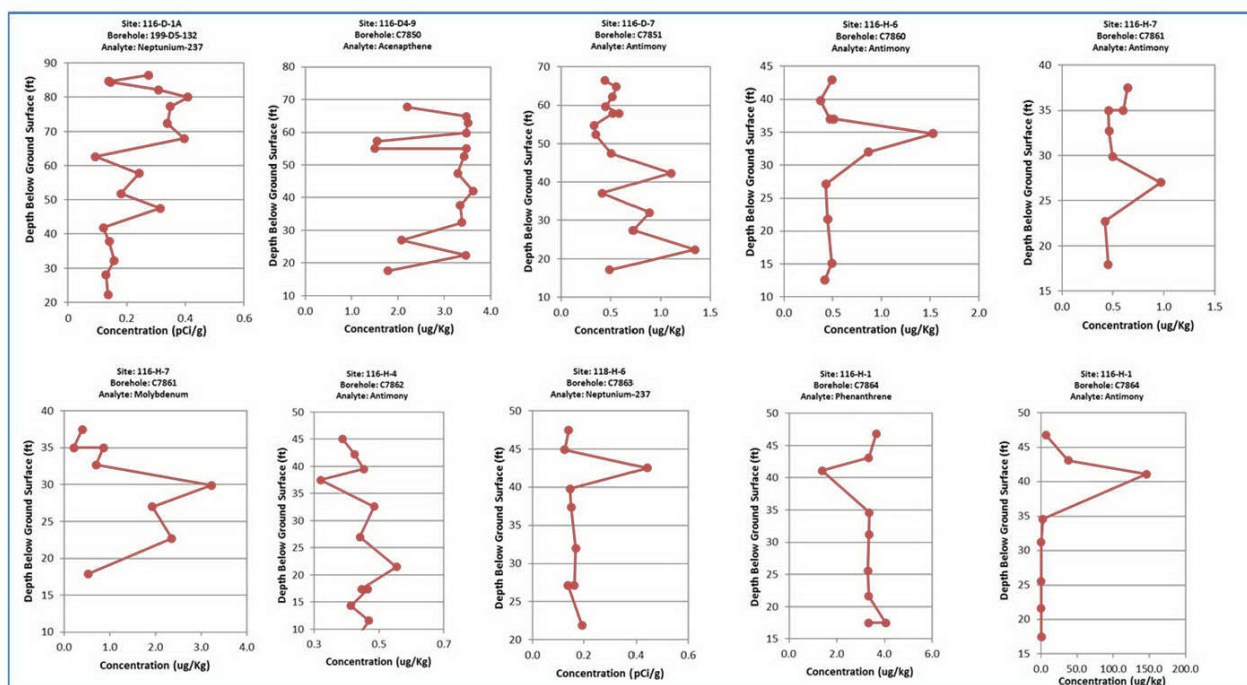 Site: 116-D-1A
Borehole: 199-D5-132
Analyte: Neptunium-237
Depth Below Ground Surface (ft)
90
80
70
60
50
40
30
20
0
0.2
0.4
0.6
Concentration (pCi/g)
Site: 116-D4-9
Borehole: C7850
Analyte: Acenapthene
Depth Below Ground Surface (ft)
80
70
60
50
40
30
20
10
0.0
1.0
2.0
3.0
4.0
Concentration (ug/Kg)
Site: 116-D-7
Borehole: C7851
Analyte: Antimony
Depth Below Ground Surface (ft)
70
60
50
40
30
20
10
0.0
0.5
1.0
1.5
Concentration (ug/Kg)
Site: 116-H-6
Borehole: C7860
Analyte: Antimony
Depth Below Ground Surface (ft)
45
40
35
30
25
20
15
10
0.0
0.5
1.0
1.5
2.0
Concentration (ug/Kg)
Site: 116-H-7
Borehole: C7861
Analyte: Antimony
Depth Below Ground Surface (ft)
40
35
30
25
20
15
0.0
0.5
1.0
1.5
Concentration (ug/Kg)
Site: 116-H-7
Borehole: C7861
Analyte: Molybdenum
Depth Below Ground Surface (ft)
40
35
30
25
20
15
10
0.0
1.0
2.0
3.0
4.0
Concentration (ug/Kg)
Site: 116-H-4
Borehole: C7862
Analyte: Antimony
Depth Below Ground Surface (ft)
50
45
40
35
30
25
20
15
10
0.3
0.5
0.7
Concentration (ug/Kg)
Site: 118-H-6
Borehole: C7863
Analyte: Neptunium-237
Depth Below Ground Surface (ft)
50
45
40
35
30
25
20
0
0.2
0.4
0.6
Concentration (pCi/g)
Site: 116-H-1
Borehole: C7864
Analyte: Phenanthrene
Depth Below Ground Surface (ft)
50
45
40
35
30
25
20
15
0.0
2.0
4.0
6.0
Concentration (ug/kg)
Site: 116-H-1
Borehole: C7864
Analyte: Antimony
Depth Below Ground Surface (ft)
50
45
40
35
30
25
20
15
0.0
50.0
100.0
150.0
200.0
Concentration (ug/kg)